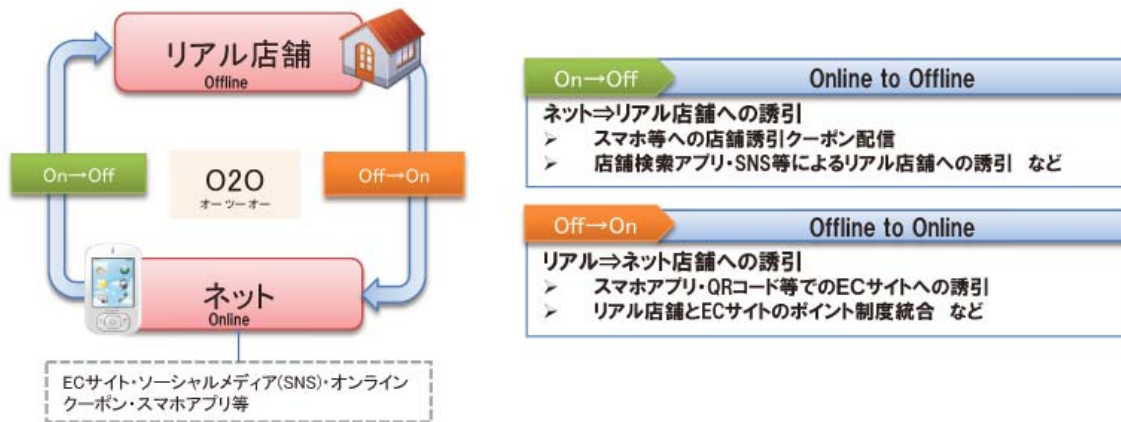 リアル店舗
Offline
On→Off
O2O
オー ツー オー
Off→On
ネット
Online
ECサイト・ソーシャルメディア(SNS)・オンライン
クーポン・スマホアプリ等
On→Off
Online to Offline
ネット⇒リアル店舗への誘引
➢ スマホ等への店舗誘引クーポン配信
➢ 店舗検索アプリ・SNS等によるリアル店舗への誘引 など
Off→On
Offline to Online
リアル⇒ネット店舗への誘引
➢ スマホアプリ・QRコード等でのECサイトへの誘引
➢ リアル店舗とECサイトのポイント制度統合 など